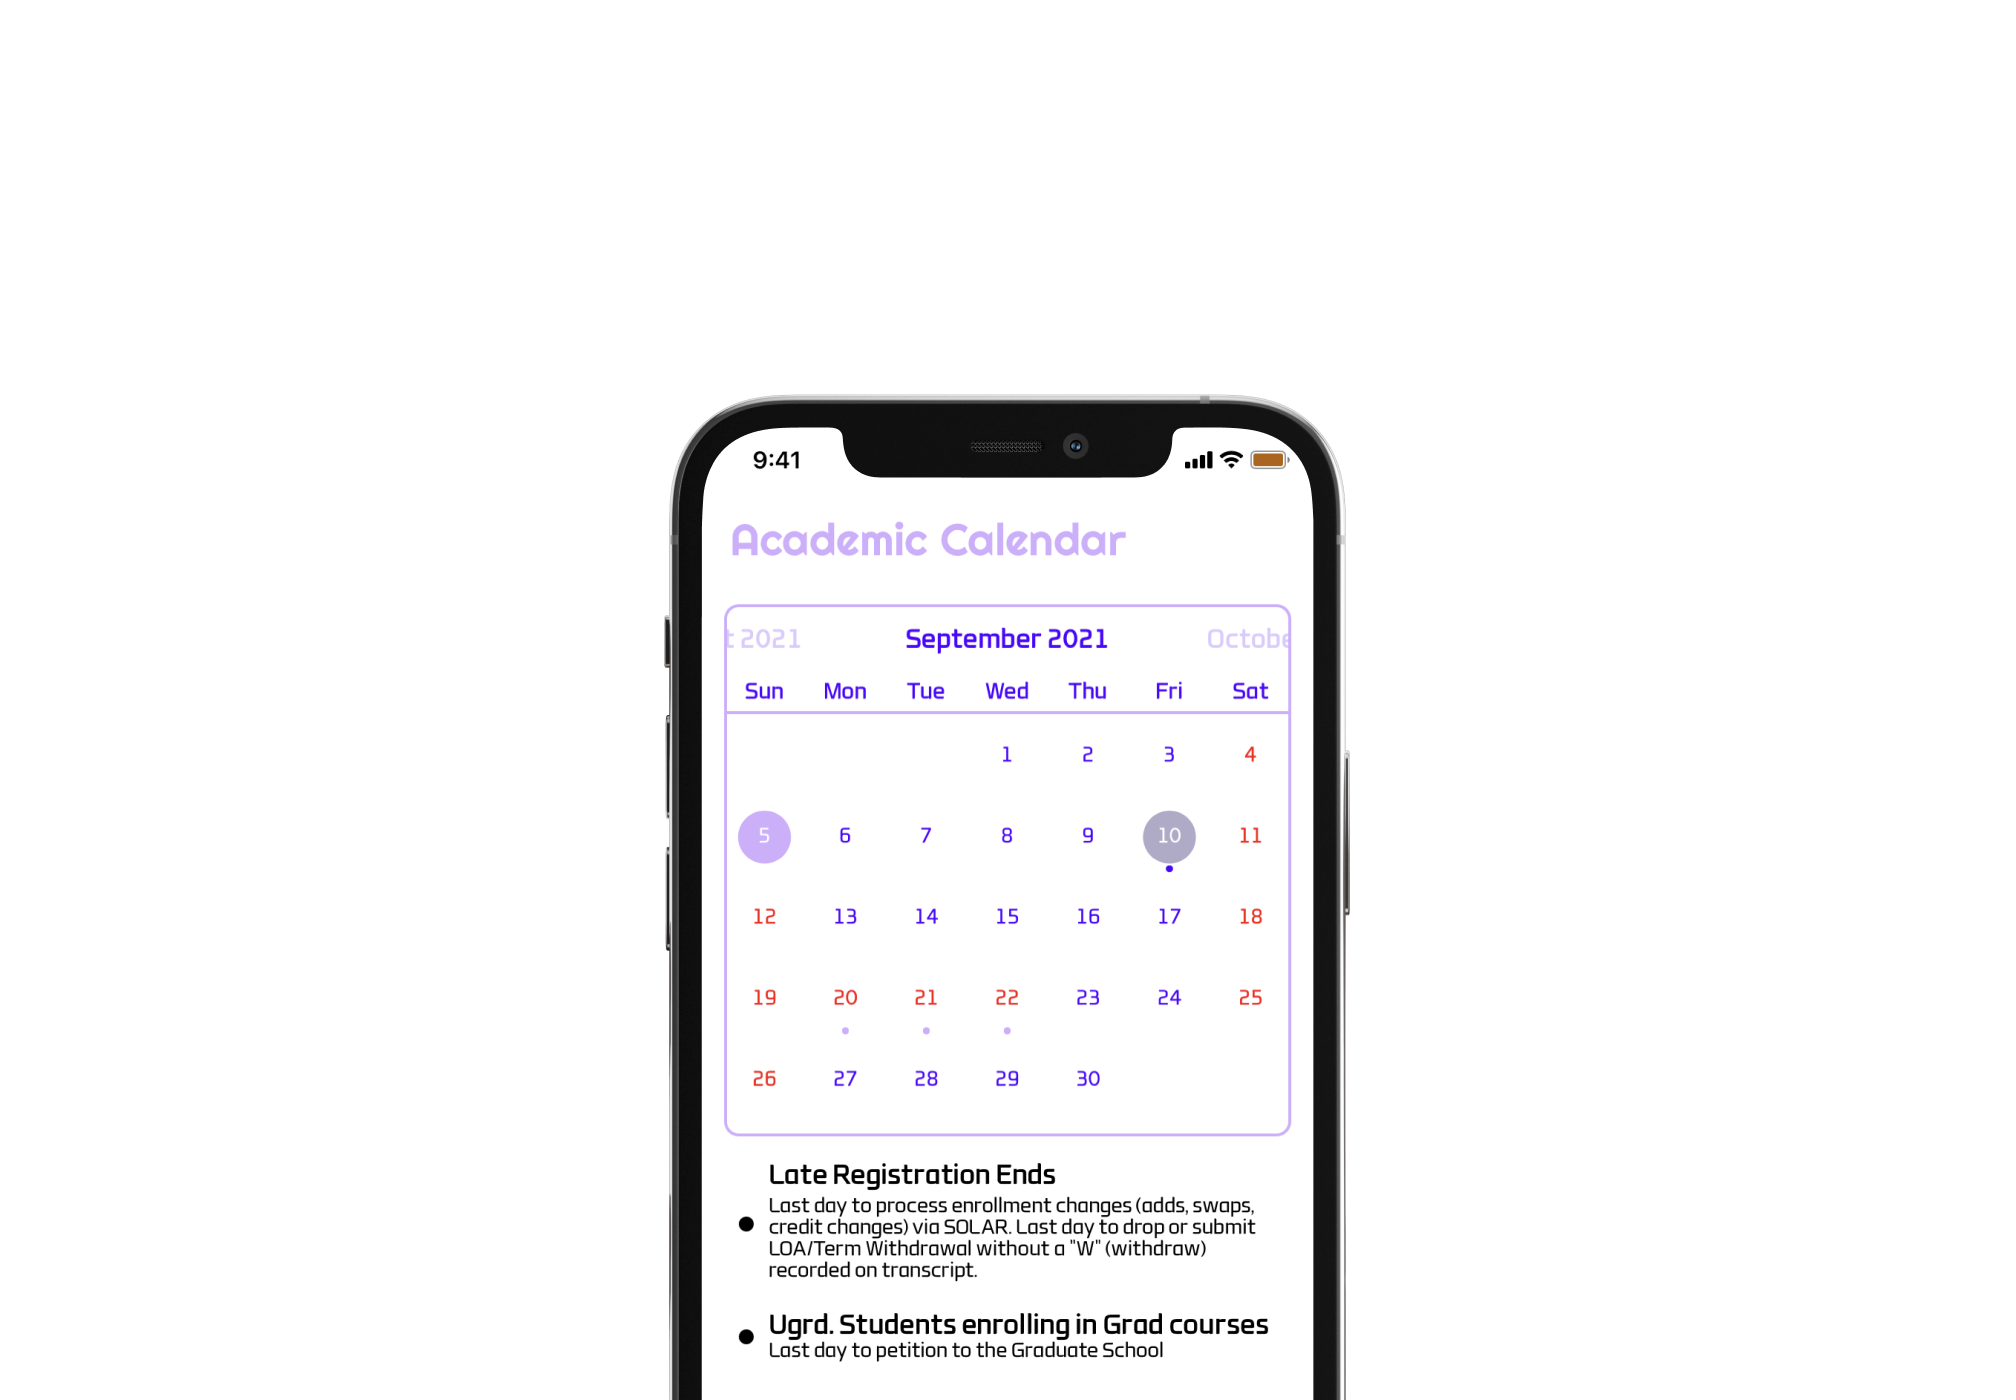 9:41
Academic Calendar
t 2021 September 2021 Octobe
Sun Mon Tue Wed Thu Fri Sat
1 2 3 4
5 6 7 8 9 10 11
12 13 14 15 16 17 18
19 20 21 22 23 24 25
26 27 28 29 30
Late Registration Ends
Last day to process enrollment changes (adds, swaps,
credit changes) via SOLAR. Last day to drop or submit
LOA/Term Withdrawal without a "W" (withdraw)
recorded on transcript.
Ugrd. Students enrolling in Grad courses
Last day to petition to the Graduate School